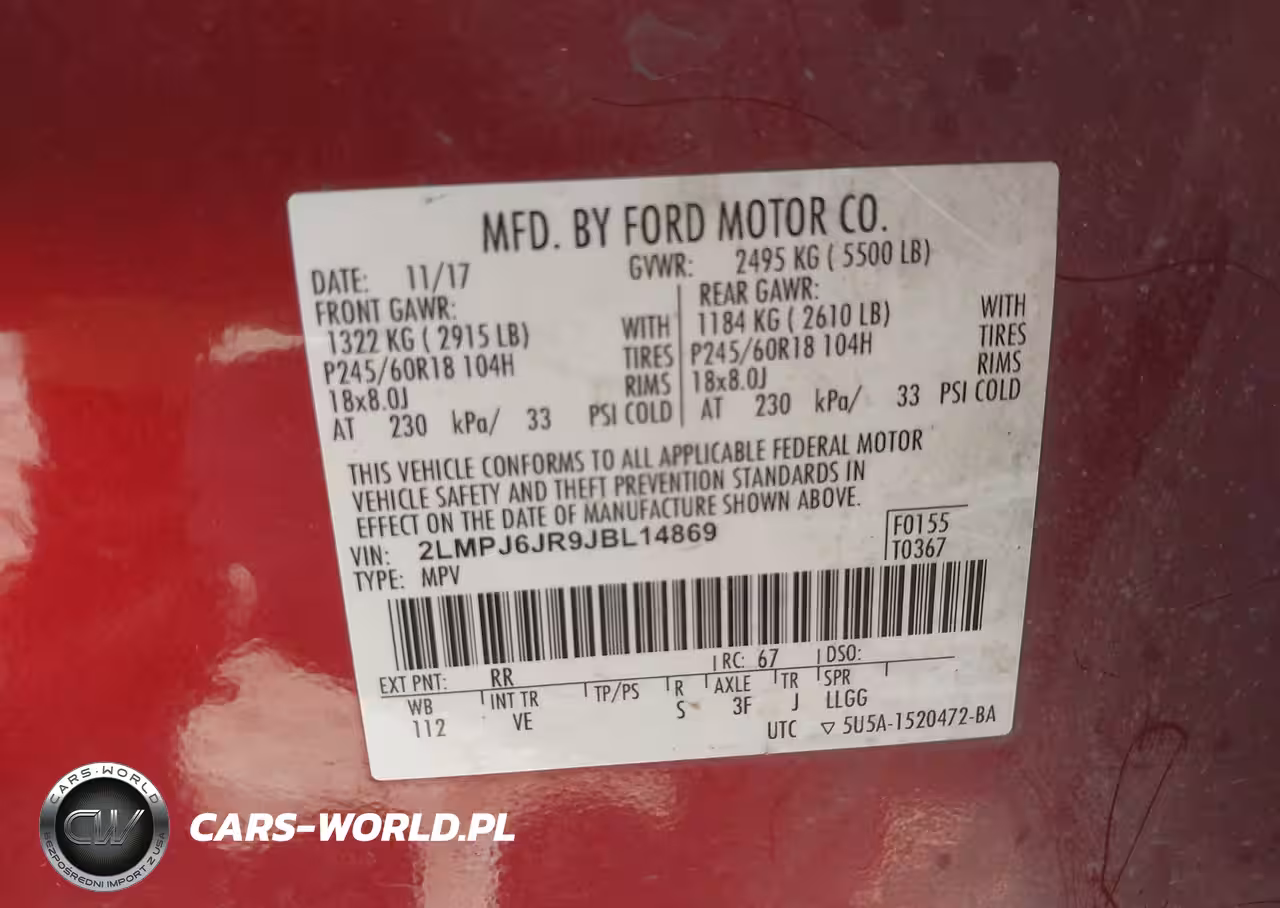 MFD. BY FORD MOTOR CO.
DATE: 11/17 GVWR: 2495 KG ( 5500 LB)
FRONT GAWR: REAR GAWR:
1322 KG ( 2915 LB) WITH 1184 KG ( 2610 LB) WITH
P245/60R18 104H TIRES P245/60R18 104H TIRES
18x8.0J RIMS 18x8.0J RIMS
AT 230 kPa/ 33 PSI COLD AT 230 kPa/ 33 PSI COLD
THIS VEHICLE CONFORMS TO ALL APPLICABLE FEDERAL MOTOR
VEHICLE SAFETY AND THEFT PREVENTION STANDARDS IN
EFFECT ON THE DATE OF MANUFACTURE SHOWN ABOVE.
VIN: 2LMPJ6JR9JBL14869 F0155
TYPE: MPV T0367
EXT PNT: RR RC: 67 DSO:
WB INT TR TP/PS R AXLE TR SPR
112 VE S 3F J LLGG
UTC ▽ 5U5A-1520472-BA
CARS-WORLD
CW
BEZPOŚREDNI IMPORT Z USA
CARS-WORLD.PL